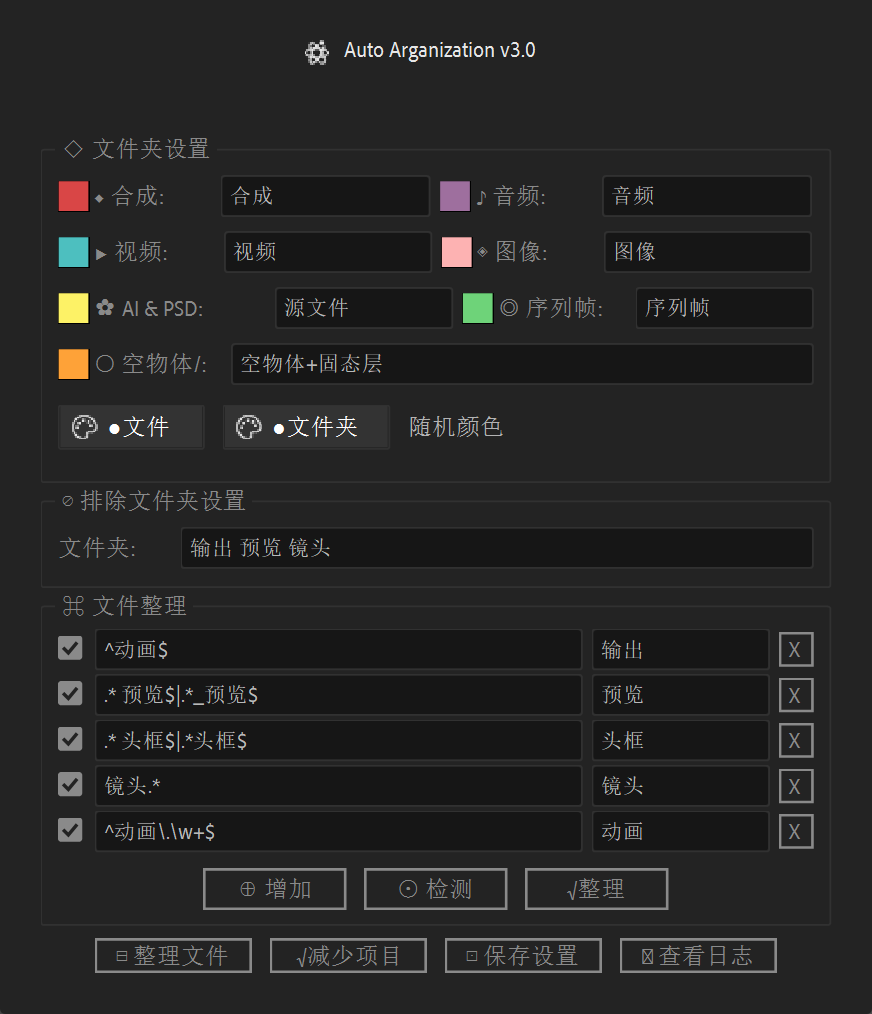 Auto Arganization v3.0
◇ 文件夹设置
◆ 合成: 合成 ♪ 音频: 音频
▶ 视频: 视频 ◈ 图像: 图像
✿ AI & PSD: 源文件 ◎ 序列帧: 序列帧
○ 空物体/: 空物体+固态层
●文件 ●文件夹 随机颜色
⊘ 排除文件夹设置
文件夹: 输出 预览 镜头
⌘ 文件整理
^动画$ 输出 X
.* 预览$|.*_预览$ 预览 X
.* 头框$|.*头框$ 头框 X
镜头.* 镜头 X
^动画\.\w+$ 动画 X
⊕ 增加 ⊙ 检测 √整理
⊟ 整理文件 √减少项目 ⊡ 保存设置 查看日志